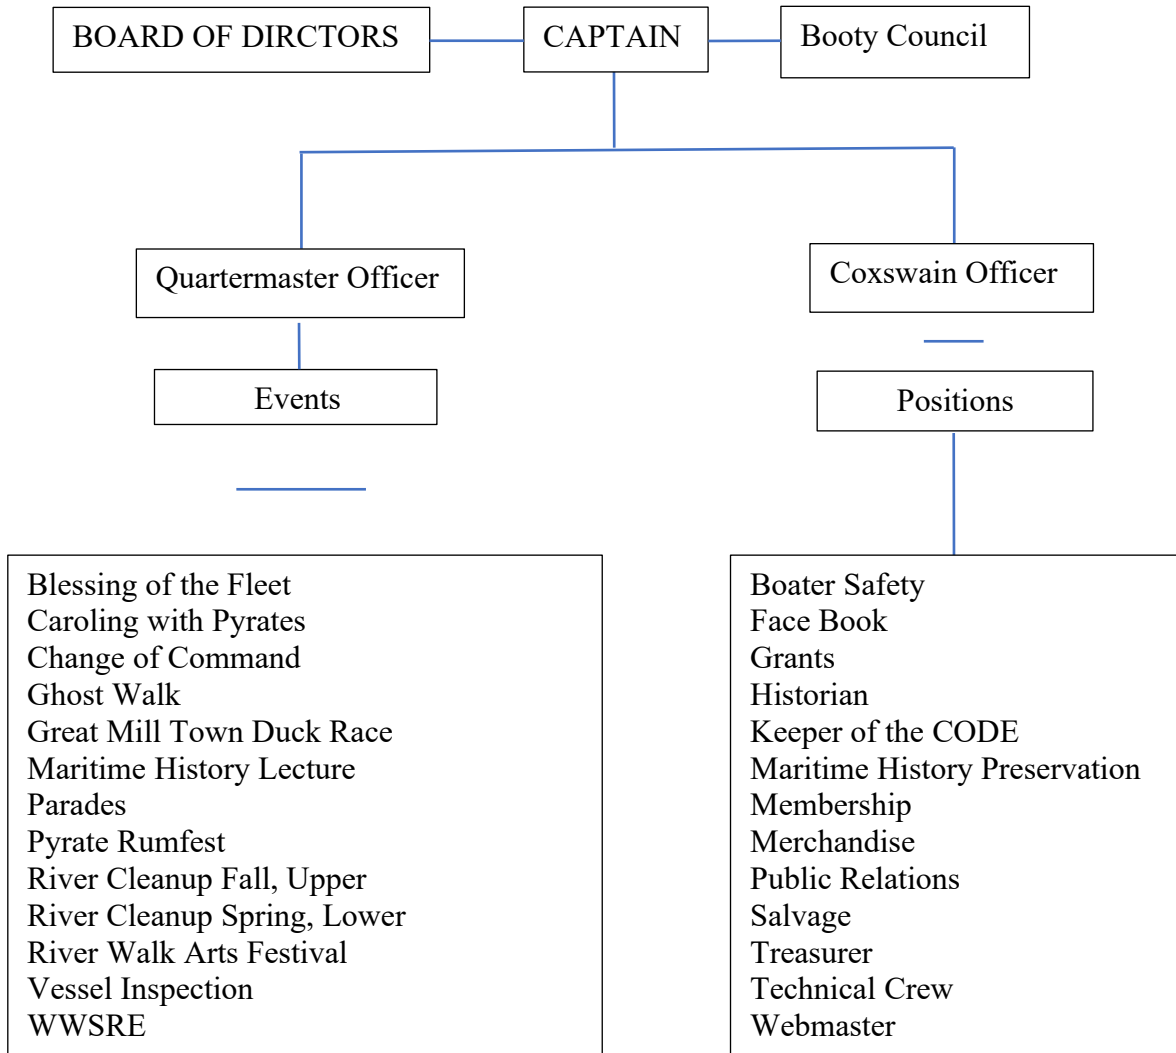 BOARD OF DIRCTORS
CAPTAIN
Booty Council
Quartermaster Officer
Coxswain Officer
Events
Positions
Blessing of the Fleet
Caroling with Pyrates
Change of Command
Ghost Walk
Great Mill Town Duck Race
Maritime History Lecture
Parades
Pyrate Rumfest
River Cleanup Fall, Upper
River Cleanup Spring, Lower
River Walk Arts Festival
Vessel Inspection
WWSRE
Boater Safety
Face Book
Grants
Historian
Keeper of the CODE
Maritime History Preservation
Membership
Merchandise
Public Relations
Salvage
Treasurer
Technical Crew
Webmaster